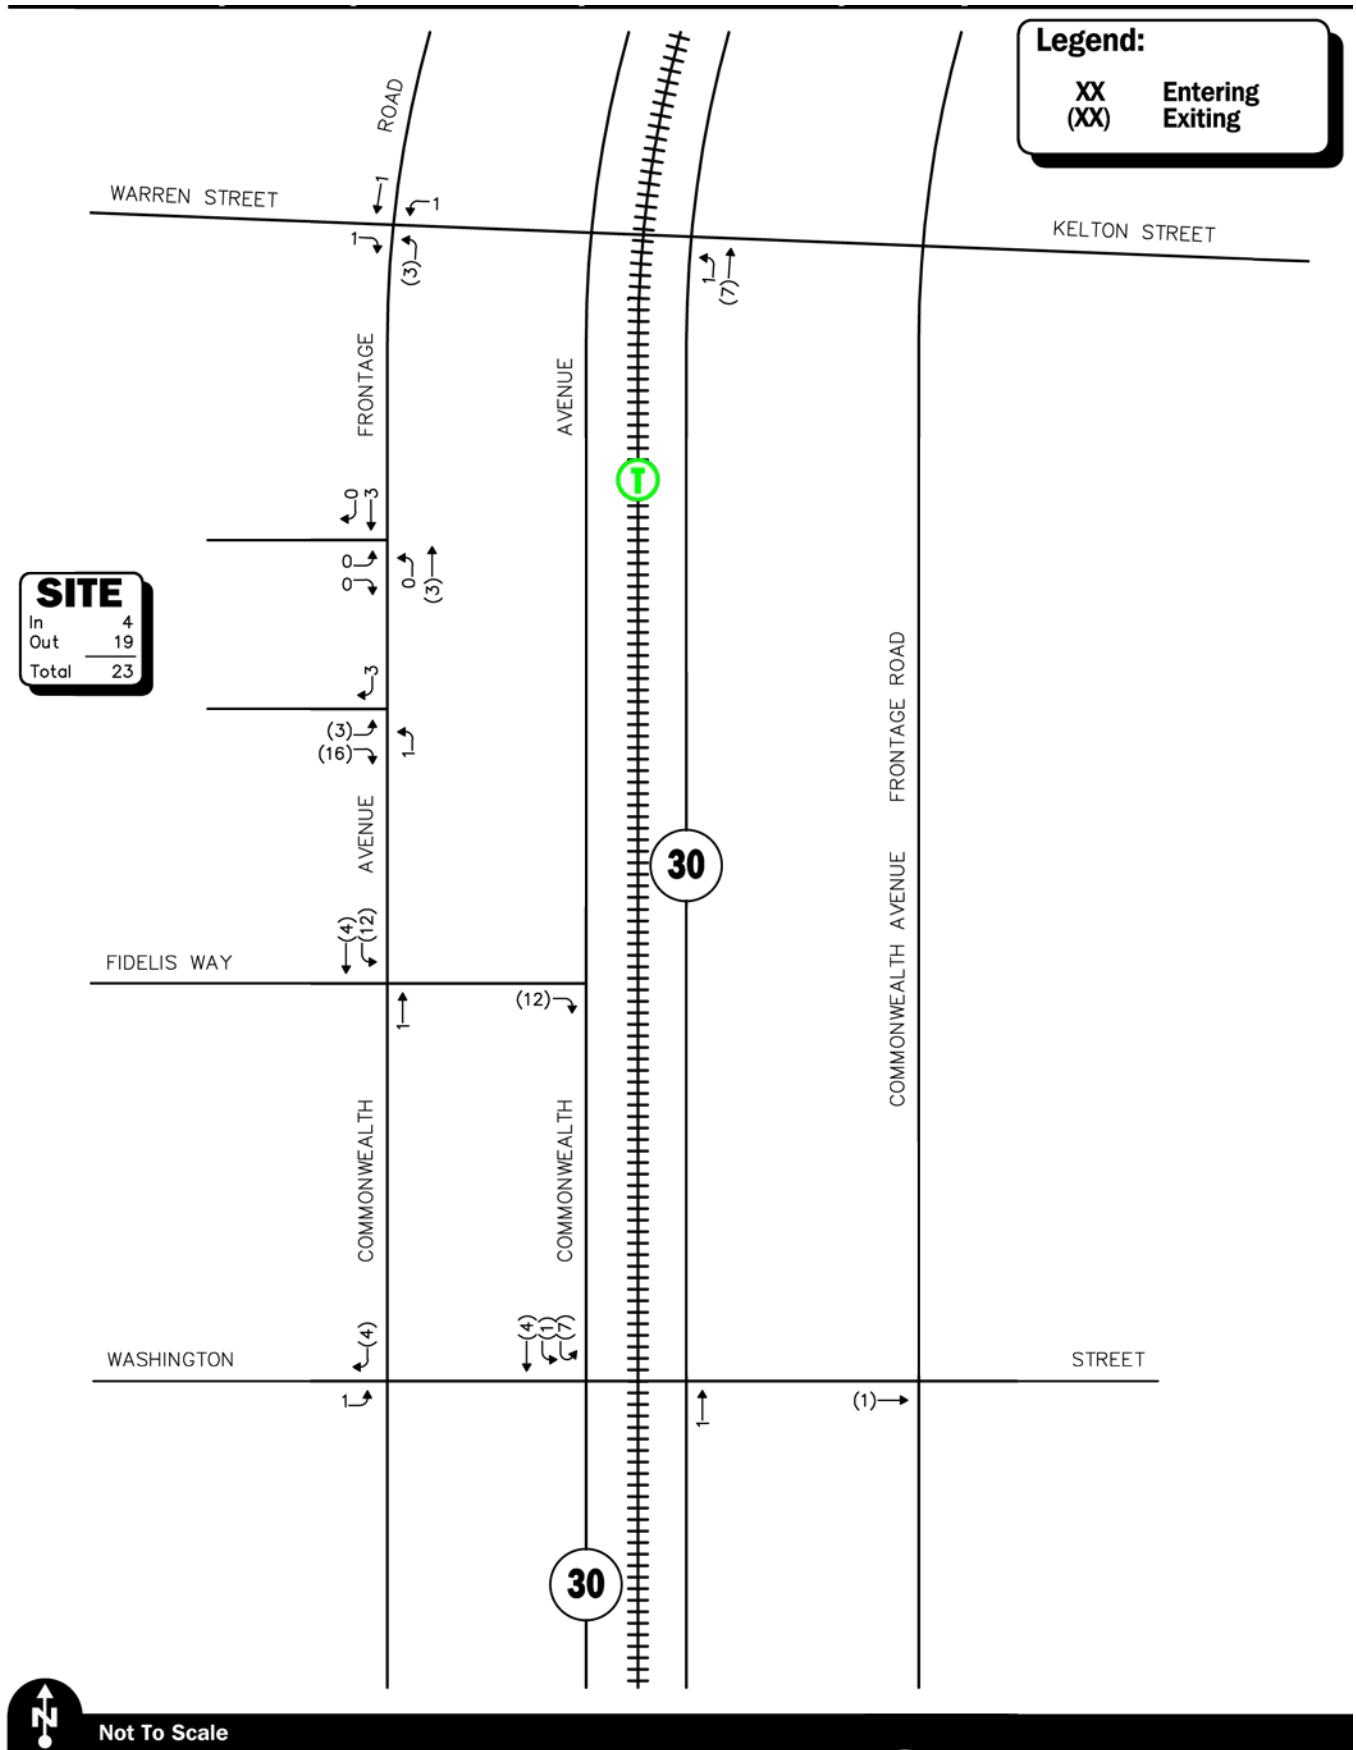 Legend:
XX Entering
(XX) Exiting
ROAD
WARREN STREET
1
1
KELTON STREET
1
(3)
1
(7)
FRONTAGE
AVENUE
T
0
3
0
0
0
(3)
SITE
In 4
Out 19
Total 23
3
(3)
(16)
1
FRONTAGE ROAD
AVENUE
30
COMMONWEALTH AVENUE
(4)
(12)
FIDELIS WAY
1
(12)
COMMONWEALTH
COMMONWEALTH
(4)
(4)
(1)
(7)
WASHINGTON
STREET
1
1
(1)
30
N
Not To Scale